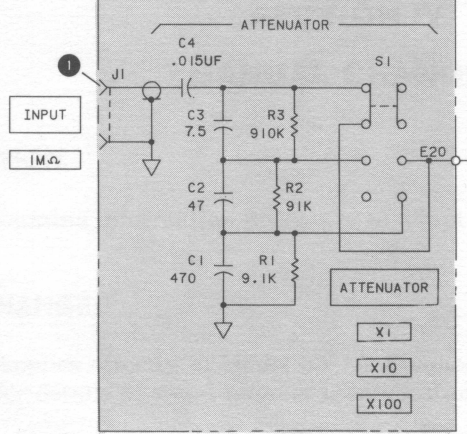 ATTENUATOR
C4
.015UF
S1
1
J1
INPUT
C3
7.5
R3
910K
1MΩ
E20
C2
47
R2
91K
C1
470
R1
9.1K
ATTENUATOR
X1
X10
X100